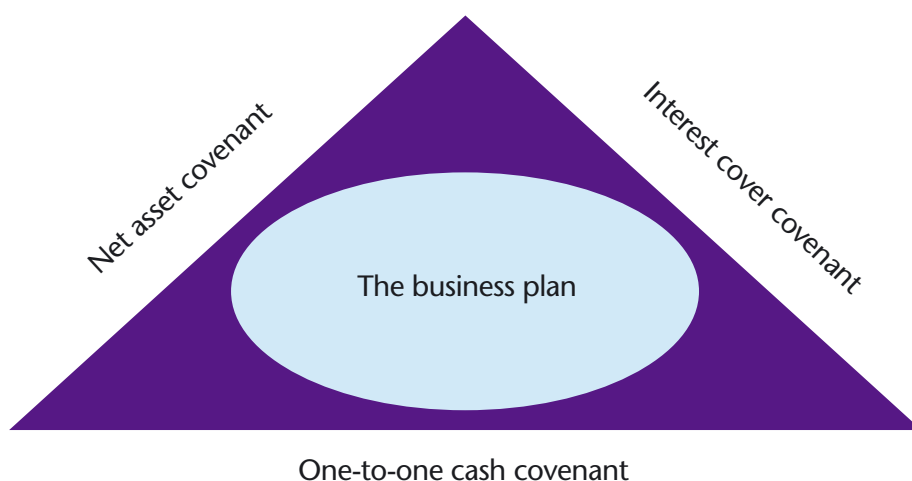 Net asset covenant
Interest cover covenant
The business plan
One-to-one cash covenant